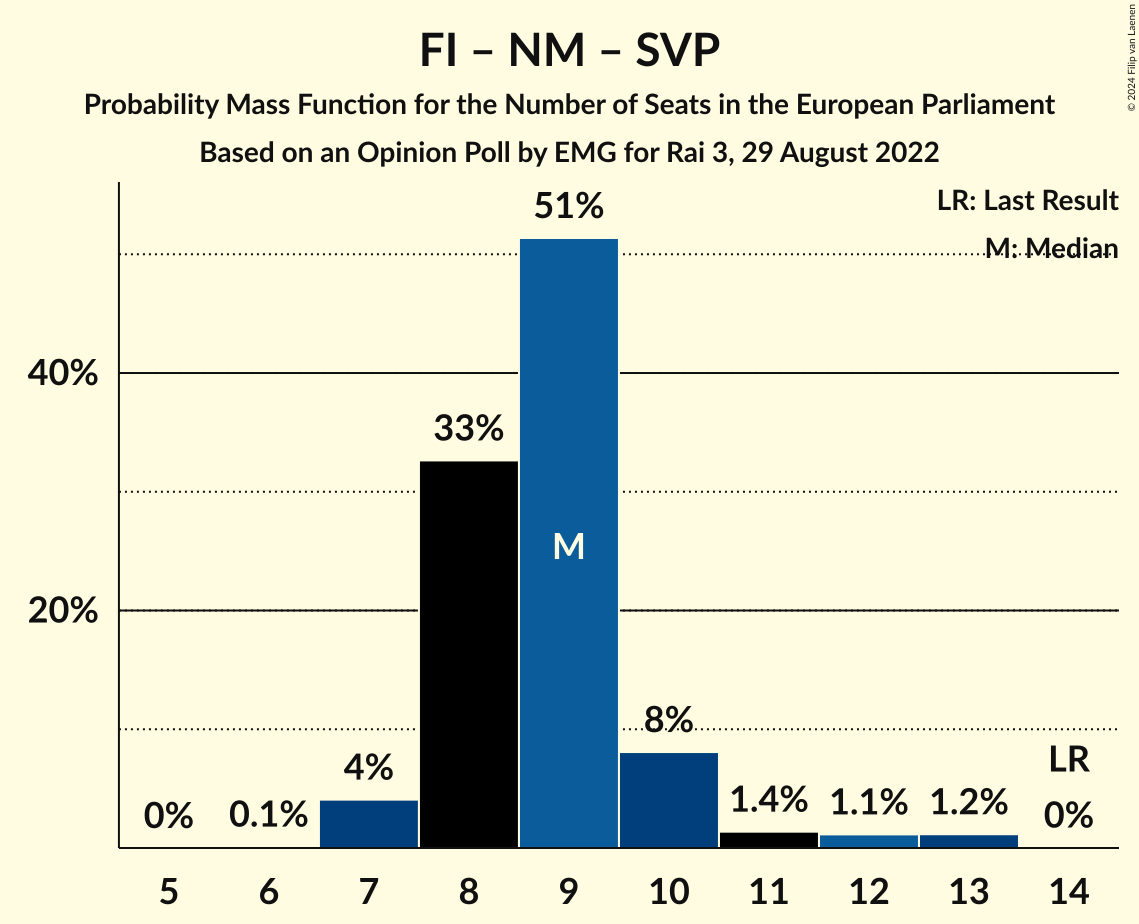 FI – NM – SVP
Probability Mass Function for the Number of Seats in the European Parliament
Based on an Opinion Poll by EMG for Rai 3, 29 August 2022
© 2024 Filip van Laenen
LR: Last Result
M: Median
51%
40%
33%
M
20%
8%
4%
LR
0%
0.1%
1.4%
1.1%
1.2%
0%
5 6 7 8 9 10 11 12 13 14